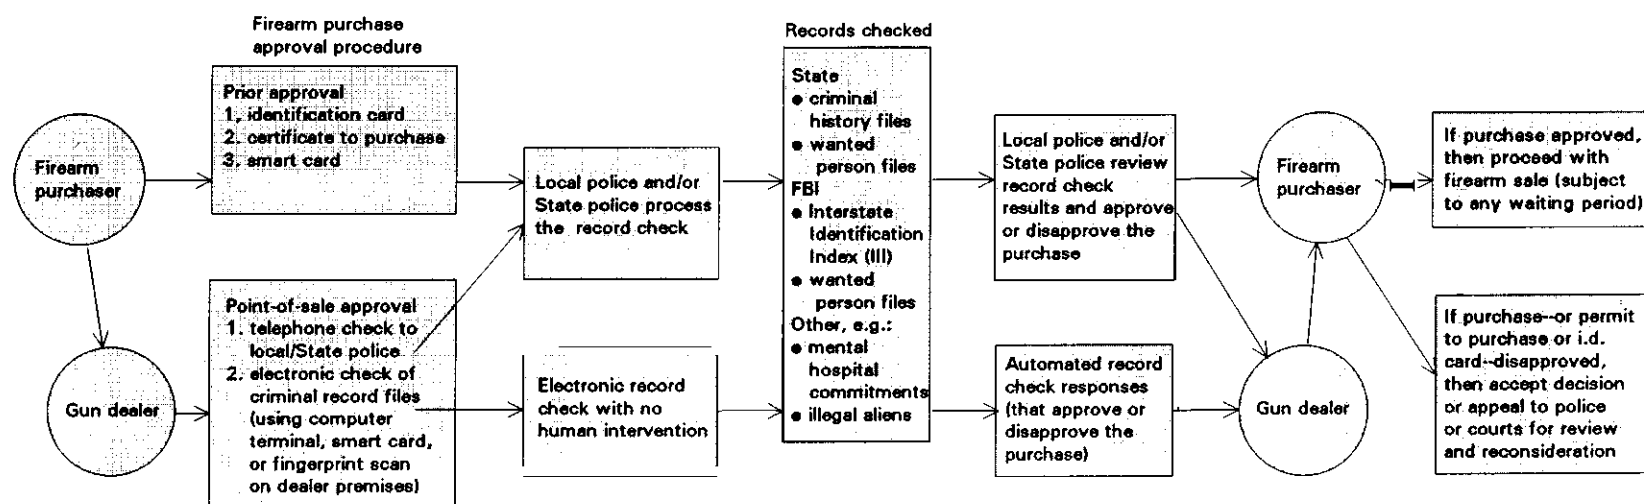 Firearm purchase
approval procedure
Prior approval
1. identification card
2. certificate to purchase
3. smart card
Firearm
purchaser
Gun dealer
Point-of-sale approval
1. telephone check to
local/State police
2. electronic check of
criminal record files
(using computer
terminal, smart card,
or fingerprint scan
on dealer premises)
Local police and/or
State police process
the record check
Electronic record
check with no
human intervention
Records checked
State
● criminal
history files
● wanted
person files
FBI
● Interstate
Identification
Index (III)
● wanted
person files
Other, e.g.:
● mental
hospital
commitments
● illegal aliens
Local police and/or
State police review
record check
results and approve
or disapprove the
purchase
Automated record
check responses
(that approve or
disapprove the
purchase)
Firearm
purchaser
Gun dealer
If purchase approved,
then proceed with
firearm sale (subject
to any waiting period)
If purchase--or permit
to purchase or i.d.
card--disapproved,
then accept decision
or appeal to police
or courts for review
and reconsideration